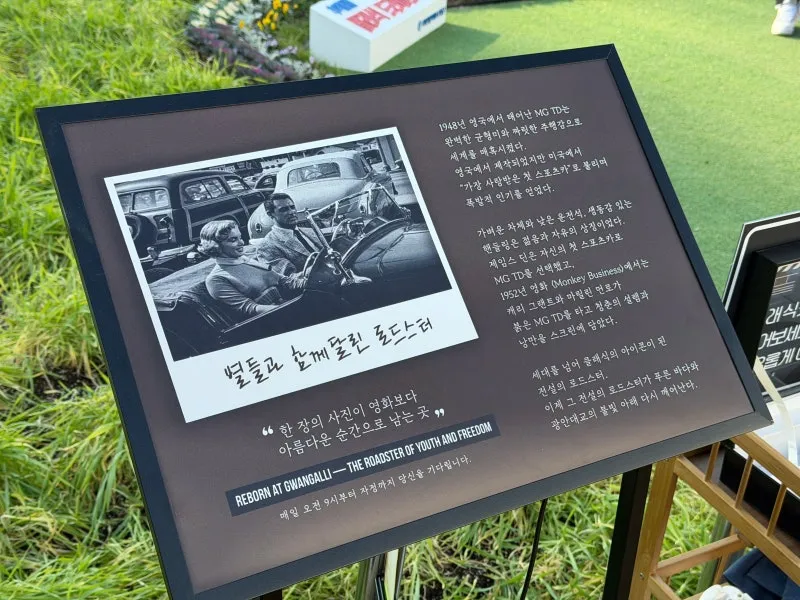 별들과 함께 달린 로드스터
❝ 한 장의 사진이 영화보다
아름다운 순간으로 남는 곳 ❞
REBORN AT GWANGALLI — THE ROADSTER OF YOUTH AND FREEDOM
매일 오전 9시부터 자정까지 당신을 기다립니다.
1948년 영국에서 태어난 MG TD는
완벽한 균형미와 짜릿한 주행감으로
세계를 매혹시켰다.
영국에서 제작되었지만 미국에서
"가장 사랑받은 첫 스포츠카"로 불리며
폭발적 인기를 얻었다.
가벼운 차체와 낮은 운전석, 생동감 있는
핸들링은 젊음과 자유의 상징이었다.
제임스 딘은 자신의 첫 스포츠카로
MG TD를 선택했고,
1952년 영화 (Monkey Business)에서는
캐리 그랜트와 마릴린 먼로가
붉은 MG TD를 타고 청춘의 설렘과
낭만을 스크린에 담았다.
세대를 넘어 클래식의 아이콘이 된
전설의 로드스터.
이제 그 전설의 로드스터가 푸른 바다와
광안대교의 불빛 아래 다시 깨어난다.